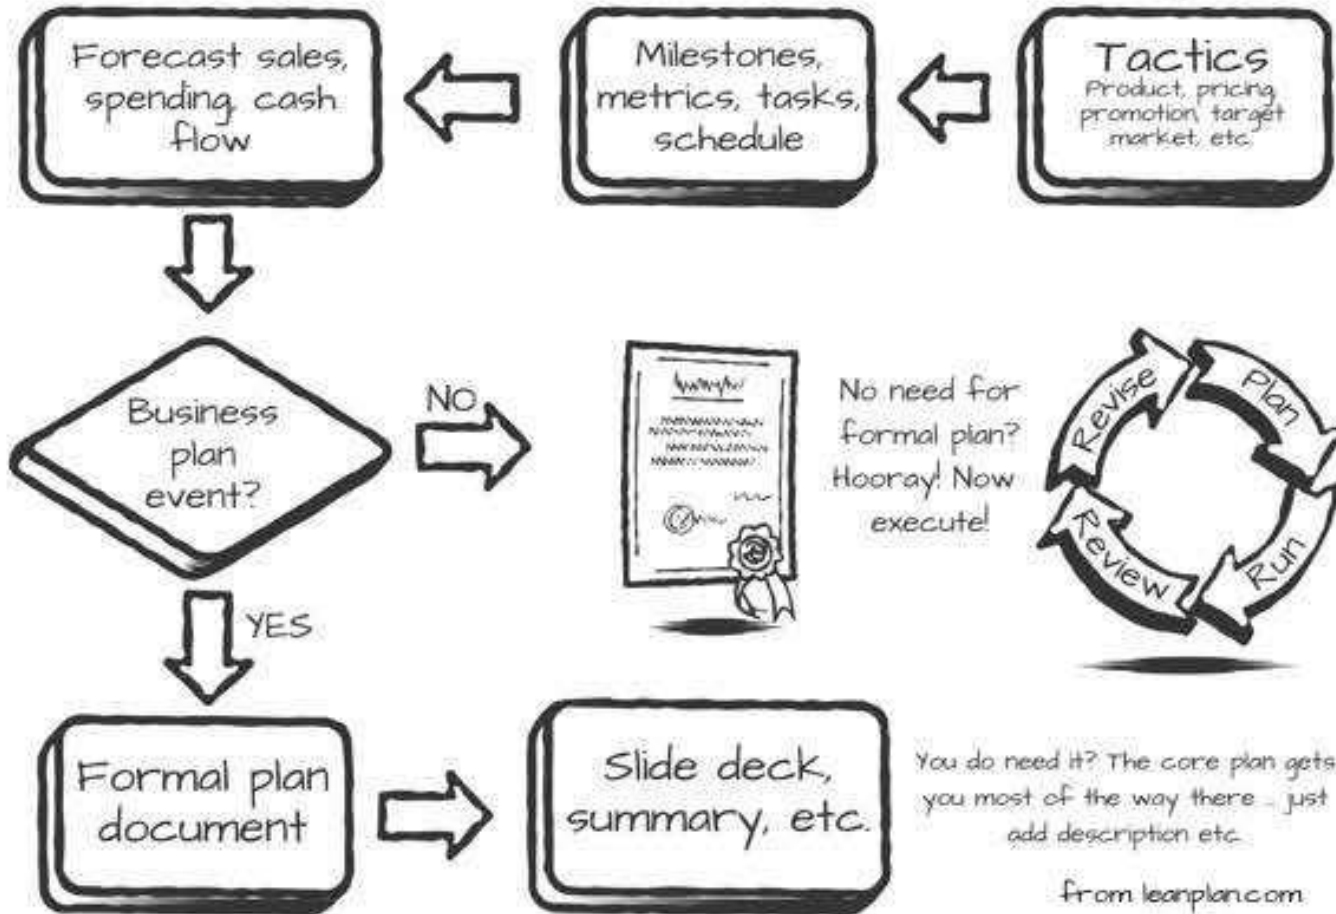 Forecast sales,
spending, cash
flow
Milestones,
metrics, tasks,
schedule
Tactics
Product, pricing,
promotion, target
market, etc.
Business
plan
event?
NO
No need for
formal plan?
Hooray! Now
execute!
Revise
Plan
Run
Review
YES
Formal plan
document
Slide deck,
summary, etc.
You do need it? The core plan gets
you most of the way there ... just
add description etc.
from leanplan.com